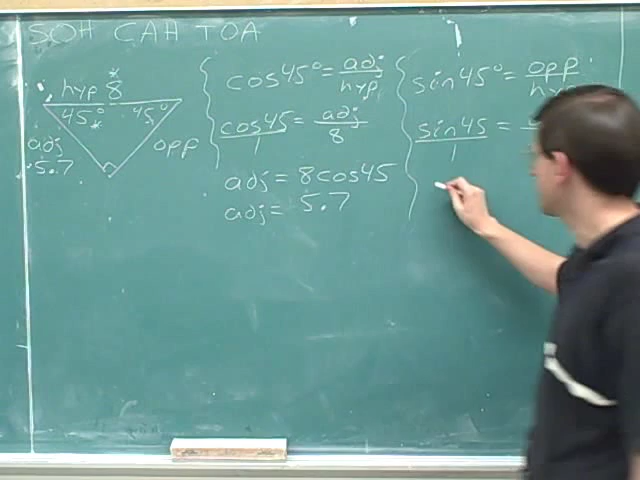 SOH CAH TOA
hyp 8 *
45° * 45°
adj
5.7
opp
cos45° = adj/hyp
cos45/1 = adj/8
adj = 8cos45
adj = 5.7
sin45° = opp/hy
sin45/1 =